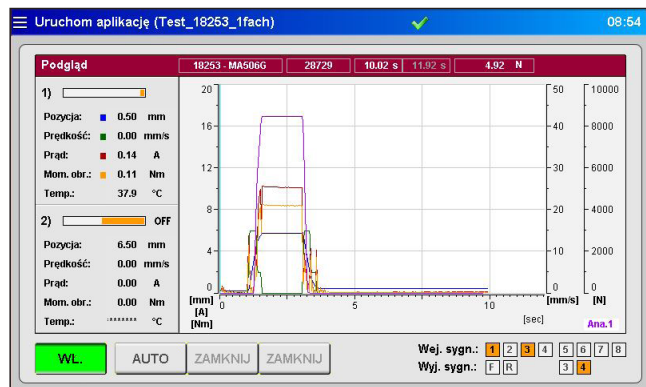 Uruchom aplikację (Test_18253_1fach) 08:54
Podgląd 18253 - MA506G 28729 10.02 s 11.92 s 4.92 N
1)
Pozycja: 0.50 mm
Prędkość: 0.00 mm/s
Prąd: 0.14 A
Mom. obr.: 0.11 Nm
Temp.: 37.9 °C
2) OFF
Pozycja: 6.50 mm
Prędkość: 0.00 mm/s
Prąd: 0.00 A
Mom. obr.: 0.00 Nm
Temp.: °C
20 50 10000
16 40 8000
12 30 6000
8 20 4000
4 10 2000
0 0 0
[mm] 0 5 10 [mm/s] [N]
[A] [sec]
[Nm] Ana.1
WŁ. AUTO ZAMKNIJ ZAMKNIJ
Wej. sygn.: 1 2 3 4 5 6 7 8
Wyj. sygn.: F R 3 4